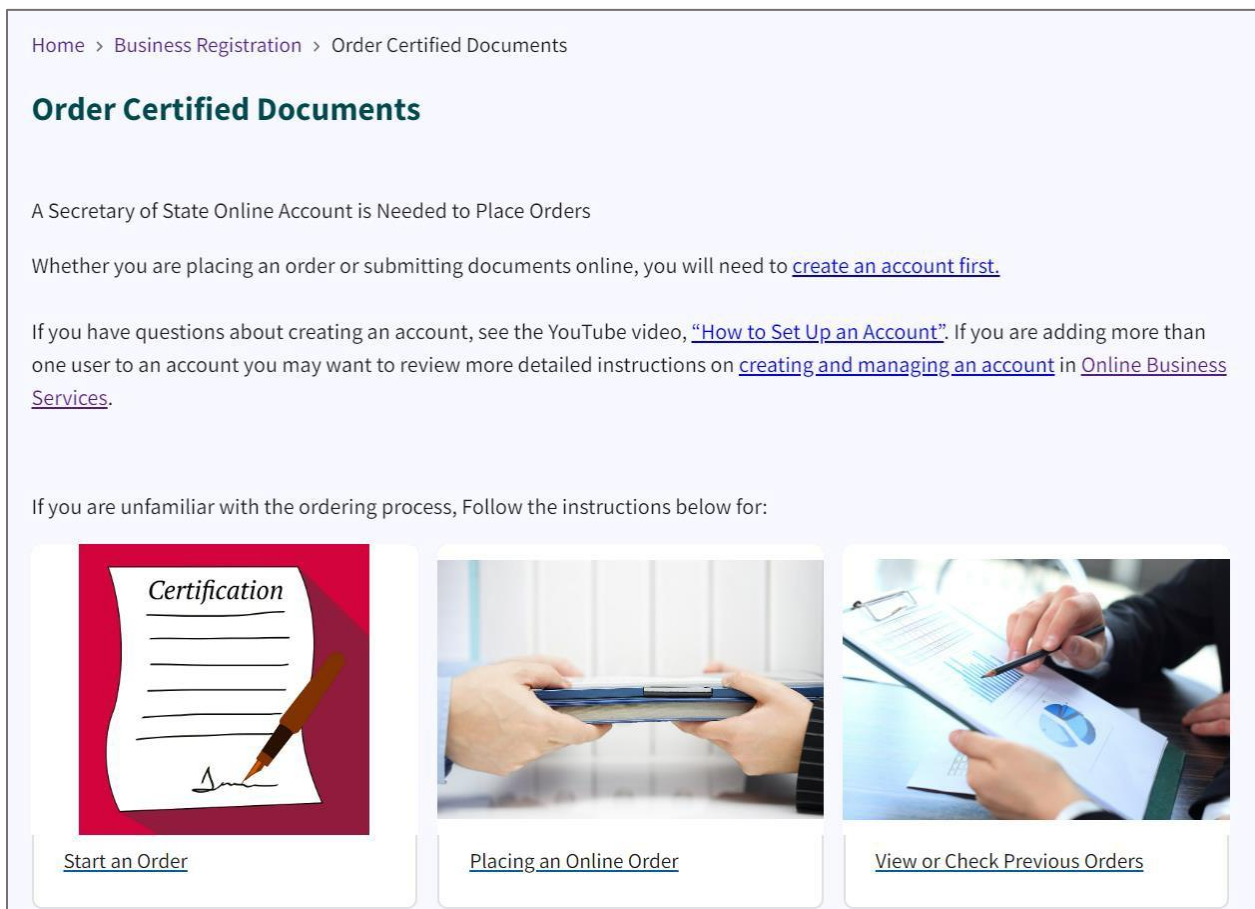 Home > Business Registration > Order Certified Documents
Order Certified Documents
A Secretary of State Online Account is Needed to Place Orders
Whether you are placing an order or submitting documents online, you will need to create an account first.
If you have questions about creating an account, see the YouTube video, “How to Set Up an Account”. If you are adding more than
one user to an account you may want to review more detailed instructions on creating and managing an account in Online Business
Services.
If you are unfamiliar with the ordering process, Follow the instructions below for:
Certification
Start an Order
Placing an Online Order
View or Check Previous Orders